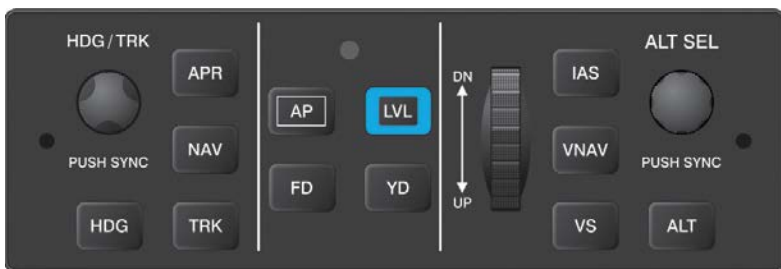 HDG / TRK
APR
PUSH SYNC
NAV
HDG
TRK
AP
LVL
FD
YD
DN
UP
IAS
VNAV
VS
ALT SEL
PUSH SYNC
ALT